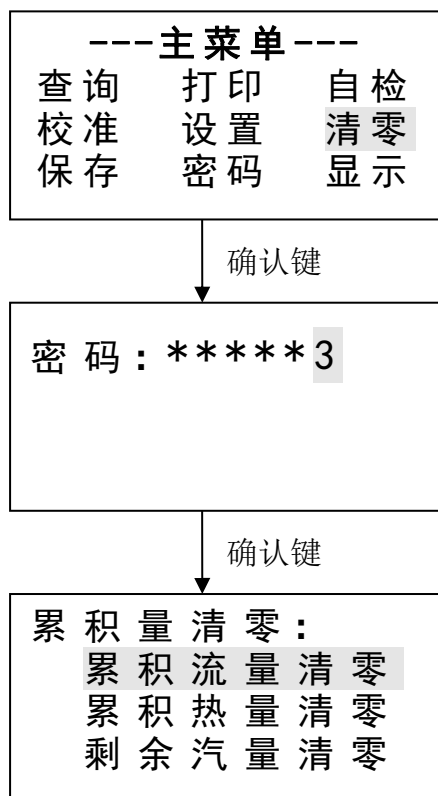 ---主菜单---
查询 打印 自检
校准 设置 清零
保存 密码 显示
确认键
密码:*****3
确认键
累积量清零:
累积流量清零
累积热量清零
剩余汽量清零